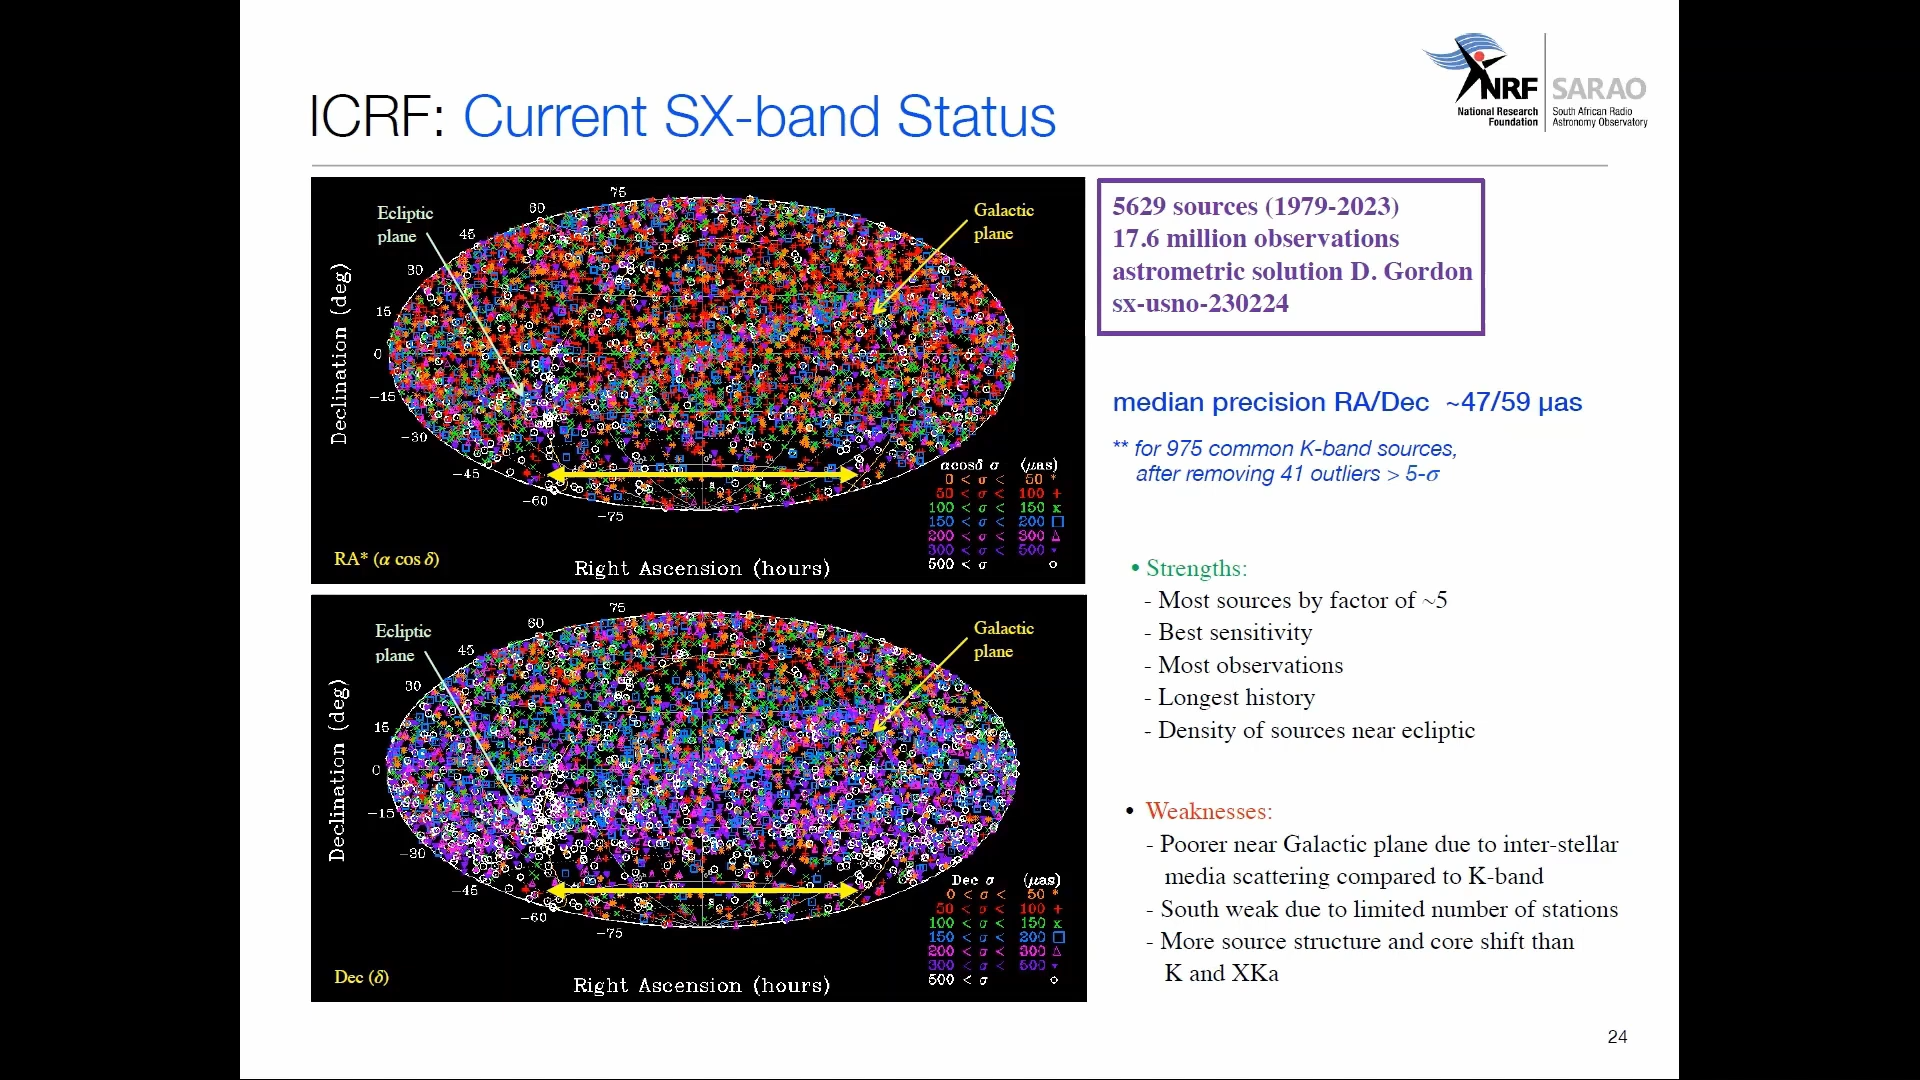 NRF
National Research
Foundation
SARAO
South African Radio
Astronomy Observatory
ICRF: Current SX-band Status
Ecliptic
plane
Galactic
plane
75
60
45
30
15
0
−15
−30
−45
−60
−75
Declination (deg)
αcosδ σ (μas)
0 < σ < 50 *
50 < σ < 100 +
100 < σ < 150 x
150 < σ < 200 □
200 < σ < 300 Δ
300 < σ < 500
500 < σ o
RA* (α cos δ)
Right Ascension (hours)
5629 sources (1979-2023)
17.6 million observations
astrometric solution D. Gordon
sx-usno-230224
median precision RA/Dec ~47/59 μas
** for 975 common K-band sources,
after removing 41 outliers > 5-σ
Ecliptic
plane
Galactic
plane
75
60
45
30
15
0
−15
−30
−45
−60
−75
Declination (deg)
Dec σ (μas)
0 < σ < 50 *
50 < σ < 100 +
100 < σ < 150 x
150 < σ < 200 □
200 < σ < 300 Δ
300 < σ < 500
500 < σ o
Dec (δ)
Right Ascension (hours)
• Strengths:
- Most sources by factor of ~5
- Best sensitivity
- Most observations
- Longest history
- Density of sources near ecliptic
• Weaknesses:
- Poorer near Galactic plane due to inter-stellar
media scattering compared to K-band
- South weak due to limited number of stations
- More source structure and core shift than
K and XKa
24